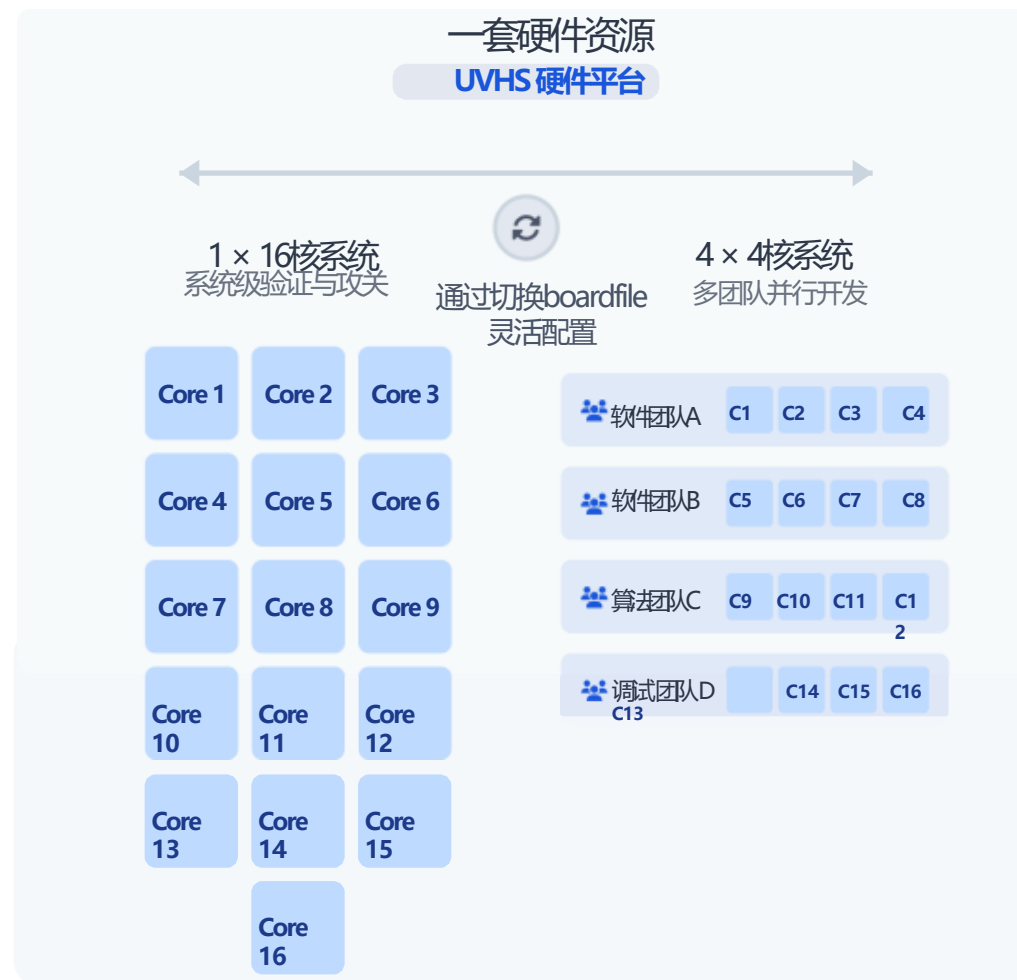 一套硬件资源
UVHS 硬件平台
1 × 16核系统
系统级验证与攻关
通过切换boardfile
灵活配置
4 × 4核系统
多团队并行开发
Core 1
Core 2
Core 3
Core 4
Core 5
Core 6
Core 7
Core 8
Core 9
Core
10
Core
11
Core
12
Core
13
Core
14
Core
15
Core
16
软件团队A C1 C2 C3 C4
软件团队B C5 C6 C7 C8
算法团队C C9 C10 C11 C1
2
调试团队D C14 C15 C16
C13